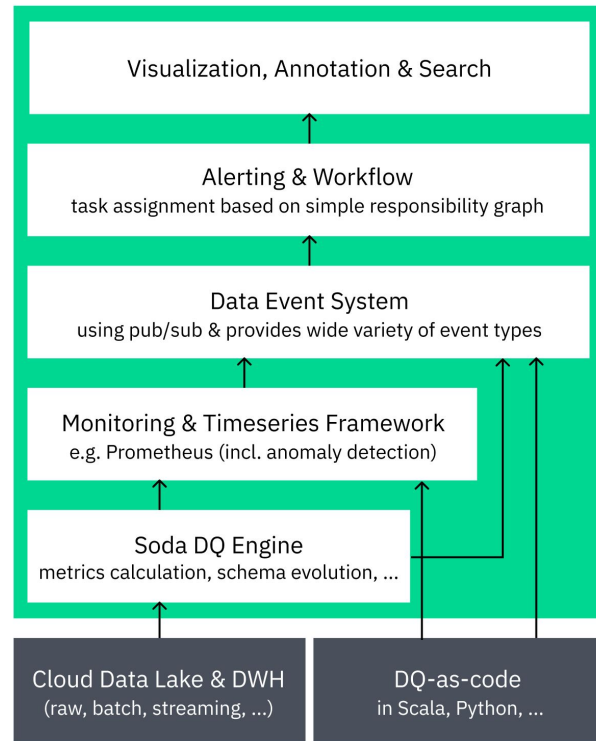 Visualization, Annotation & Search
Alerting & Workflow
task assignment based on simple responsibility graph
Data Event System
using pub/sub & provides wide variety of event types
Monitoring & Timeseries Framework
e.g. Prometheus (incl. anomaly detection)
Soda DQ Engine
metrics calculation, schema evolution, ...
Cloud Data Lake & DWH
(raw, batch, streaming, ...)
DQ-as-code
in Scala, Python, ...